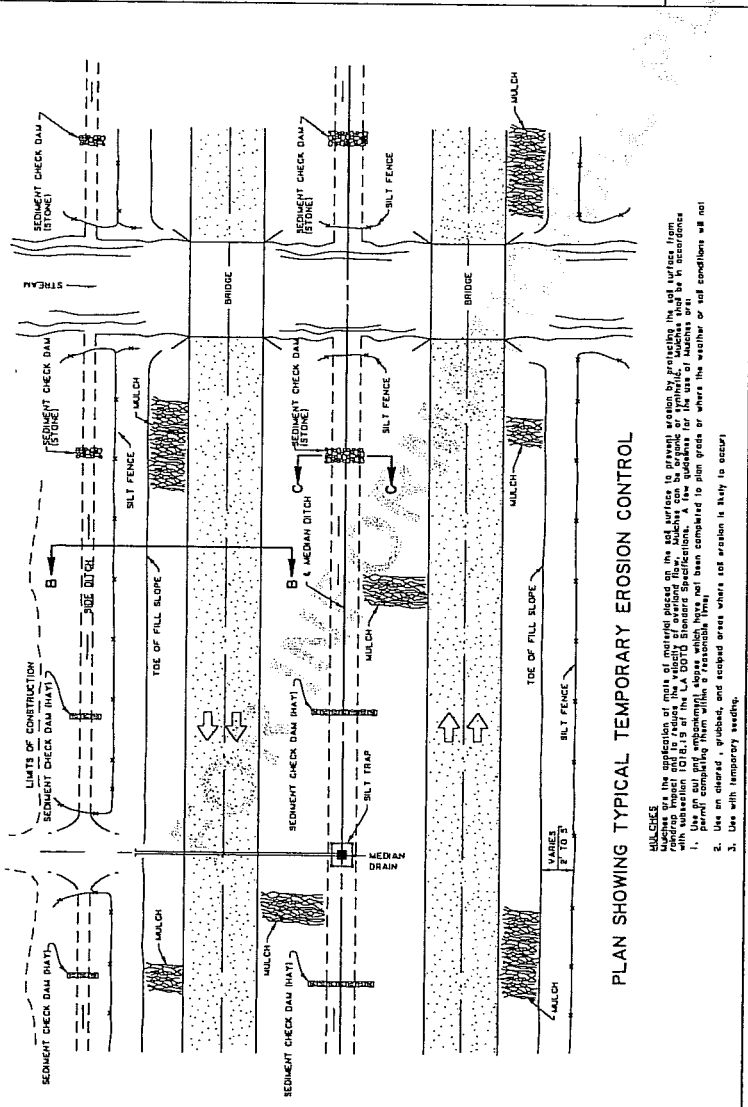 SEDIMENT CHECK DAM (HAY)
LIMITS OF CONSTRUCTION
SEDIMENT CHECK DAM (HAY)
SIDE DITCH
B
SEDIMENT CHECK DAM
(STONE)
STREAM
SEDIMENT CHECK DAM
(STONE)
SILT FENCE
TOE OF FILL SLOPE
MULCH
MULCH
BRIDGE
B
MULCH
SEDIMENT CHECK DAM (HAY)
SEDIMENT CHECK DAM (HAY)
SILT TRAP
MEDIAN
DRAIN
MULCH
℄ MEDIAN DITCH
C
C
SEDIMENT CHECK DAM
(STONE)
SILT FENCE
SEDIMENT CHECK DAM
(STONE)
SILT FENCE
BRIDGE
MULCH
MULCH
MULCH
TOE OF FILL SLOPE
VARIES
2' TO 5'
SILT FENCE
PLAN SHOWING TYPICAL TEMPORARY EROSION CONTROL
MULCHES
Mulches are the application of mats of material placed on the soil surface to prevent erosion by protecting the soil surface from
raindrop impact and to reduce the velocity of overland flow. Mulches can be organic or synthetic. Mulches shall be in accordance
with subsection 1018.19 of the LA DOTD Standard Specifications. A few guidelines for the use of Mulches are:
1. Use on cut and embankment slopes which have not been completed to plan grade or where the weather or soil conditions will not
permit completing them within a reasonable time;
2. Use on cleared, grubbed, and scalped areas where soil erosion is likely to occur;
3. Use with temporary seeding.